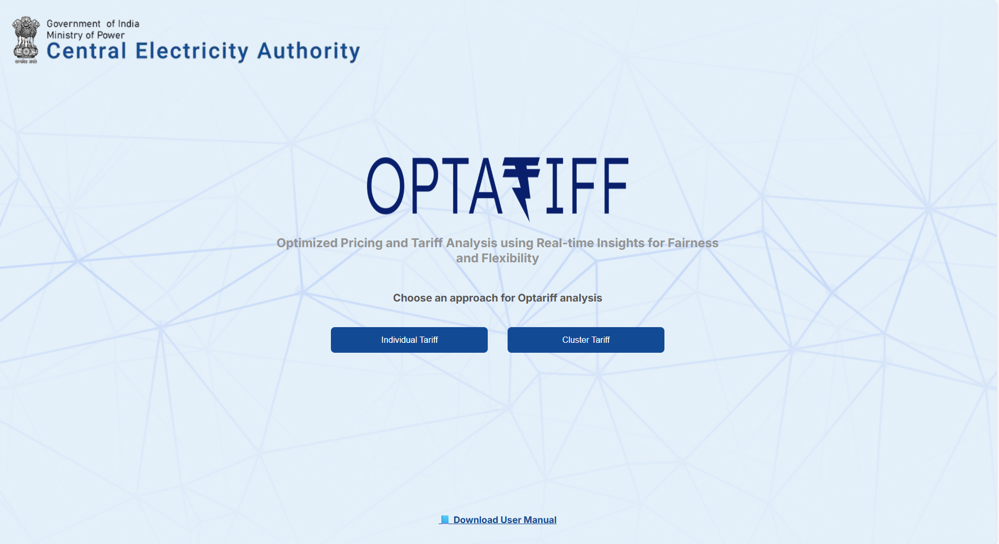 Government of India
Ministry of Power
Central Electricity Authority
सत्यमेव जयते
OPTA₹IFF
Optimized Pricing and Tariff Analysis using Real-time Insights for Fairness
and Flexibility
Choose an approach for Optariff analysis
Individual Tariff
Cluster Tariff
Download User Manual